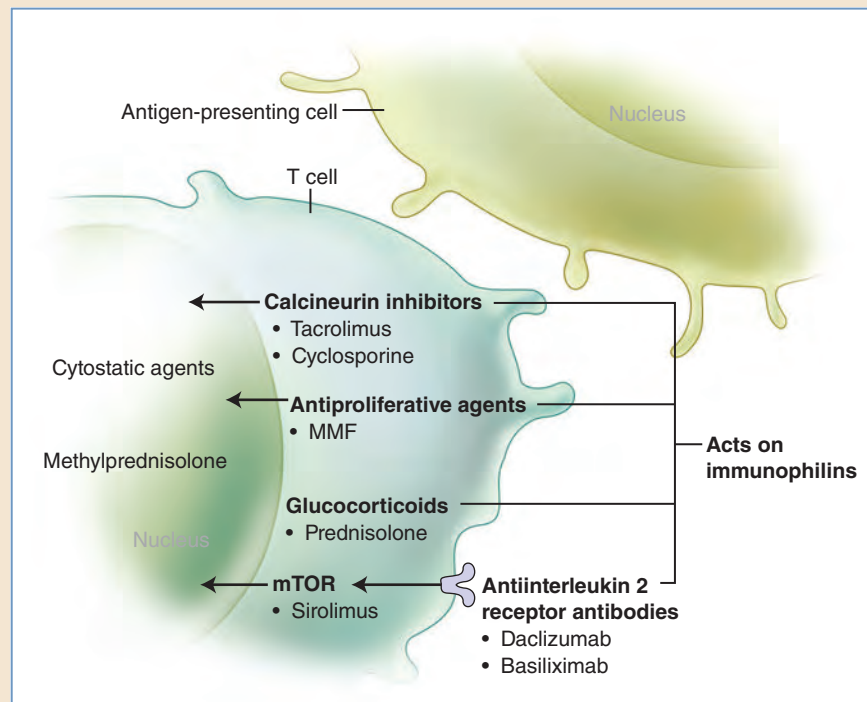 Antigen-presenting cell
Nucleus
T cell
Calcineurin inhibitors
• Tacrolimus
• Cyclosporine
Cytostatic agents
Antiproliferative agents
• MMF
Methylprednisolone
Acts on
immunophilins
Glucocorticoids
• Prednisolone
Nucleus
mTOR
• Sirolimus
Antiinterleukin 2
receptor antibodies
• Daclizumab
• Basiliximab